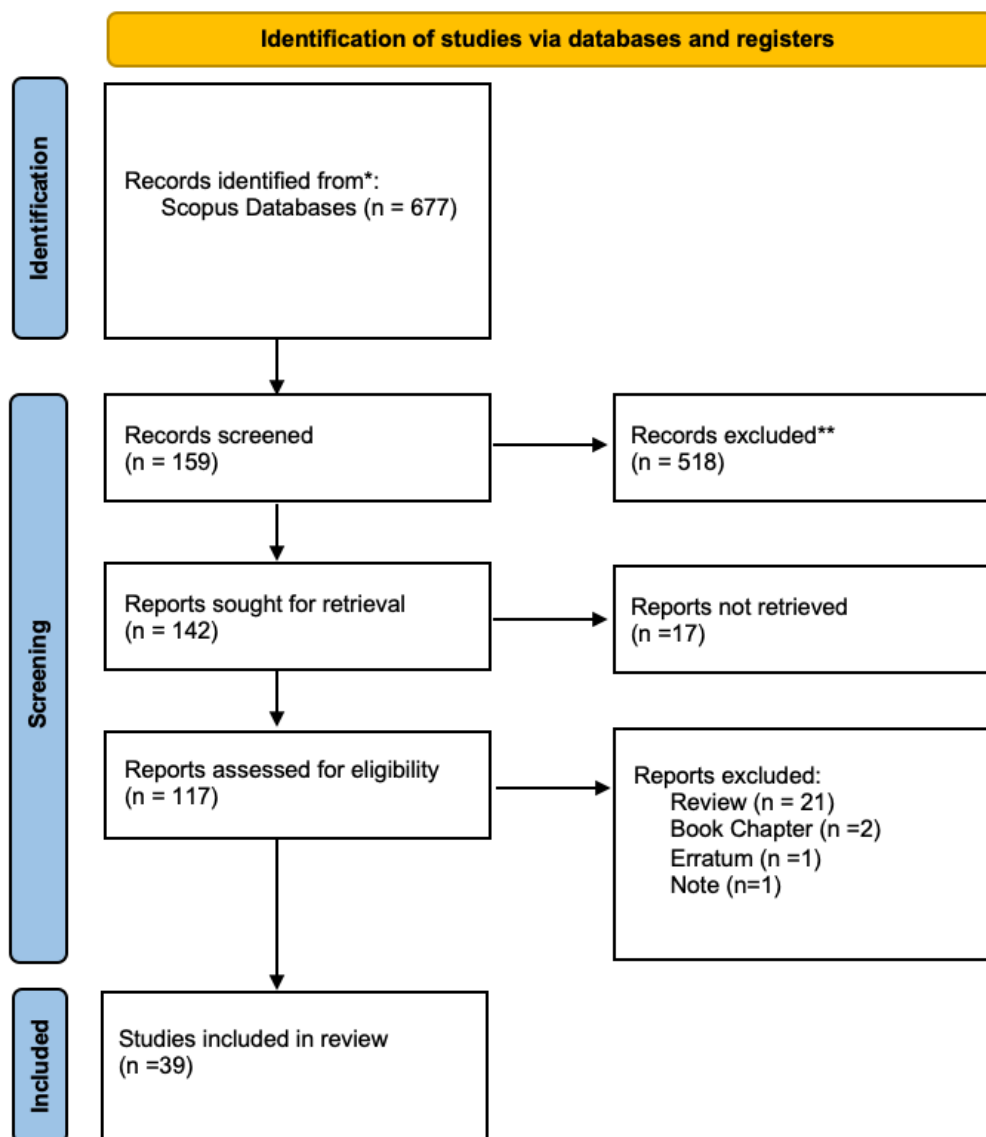 Identification of studies via databases and registers
Identification
Records identified from*:
Scopus Databases (n = 677)
Screening
Records screened
(n = 159)
Records excluded**
(n = 518)
Reports sought for retrieval
(n = 142)
Reports not retrieved
(n =17)
Reports assessed for eligibility
(n = 117)
Reports excluded:
Review (n = 21)
Book Chapter (n =2)
Erratum (n =1)
Note (n=1)
Included
Studies included in review
(n =39)